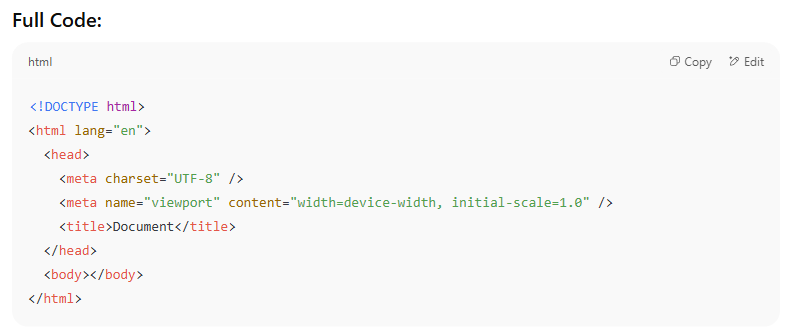 Full Code:
html
Copy
Edit
<!DOCTYPE html>
<html lang="en">
  <head>
    <meta charset="UTF-8" />
    <meta name="viewport" content="width=device-width, initial-scale=1.0" />
    <title>Document</title>
  </head>
  <body></body>
</html>